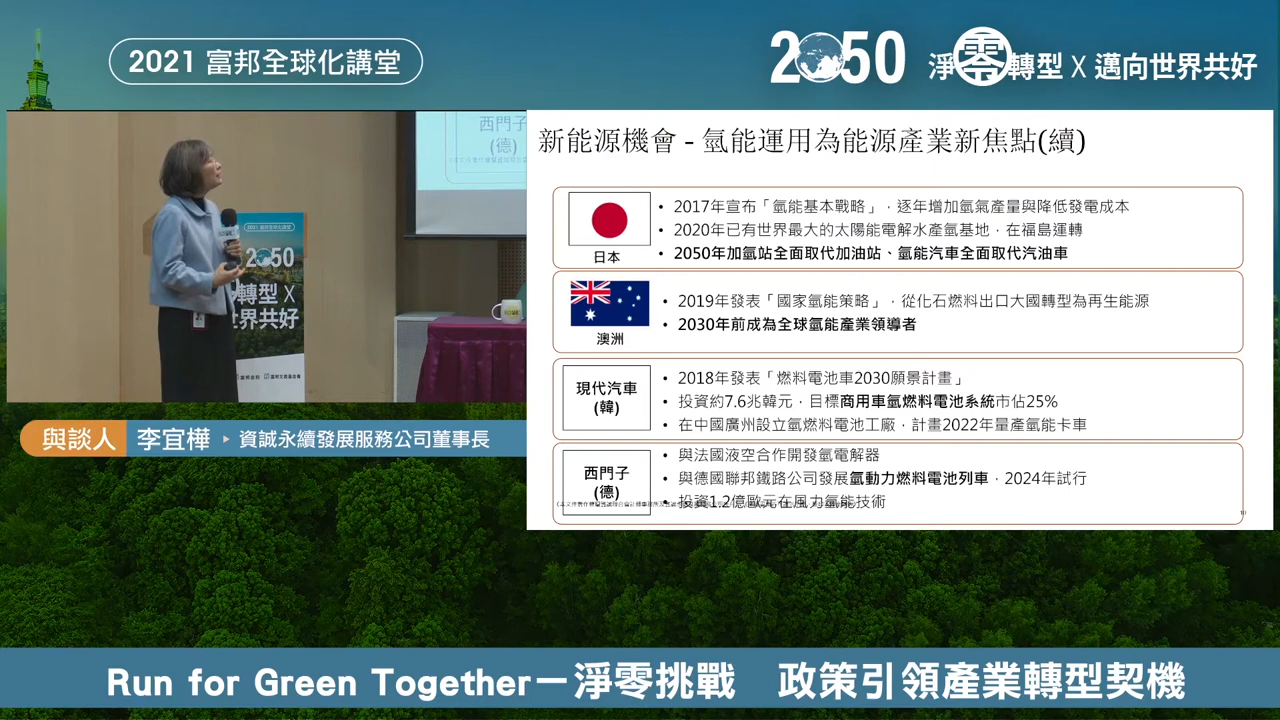 2021 富邦全球化講堂
2050 淨零轉型 X 邁向世界共好
西門子
(德)
2021 富邦全球化講堂
2050
轉型 X
世界共好
新能源機會 - 氫能運用為能源產業新焦點(續)
日本
• 2017年宣布「氫能基本戰略」，逐年增加氫氣產量與降低發電成本
• 2020年已有世界最大的太陽能電解水產氫基地，在福島運轉
• 2050年加氫站全面取代加油站、氫能汽車全面取代汽油車
澳洲
• 2019年發表「國家氫能策略」，從化石燃料出口大國轉型為再生能源
• 2030年前成為全球氫能產業領導者
現代汽車
(韓)
• 2018年發表「燃料電池車2030願景計畫」
• 投資約7.6兆韓元，目標商用車氫燃料電池系統市佔25%
• 在中國廣州設立氫燃料電池工廠，計畫2022年量產氫能卡車
西門子
(德)
• 與法國液空合作開發氫電解器
• 與德國聯邦鐵路公司發展氫動力燃料電池列車，2024年試行
• 投資1.2億歐元在風力氫能技術
10
與談人 李宜樺 ▸ 資誠永續發展服務公司董事長
Run for Green Together－淨零挑戰 政策引領產業轉型契機